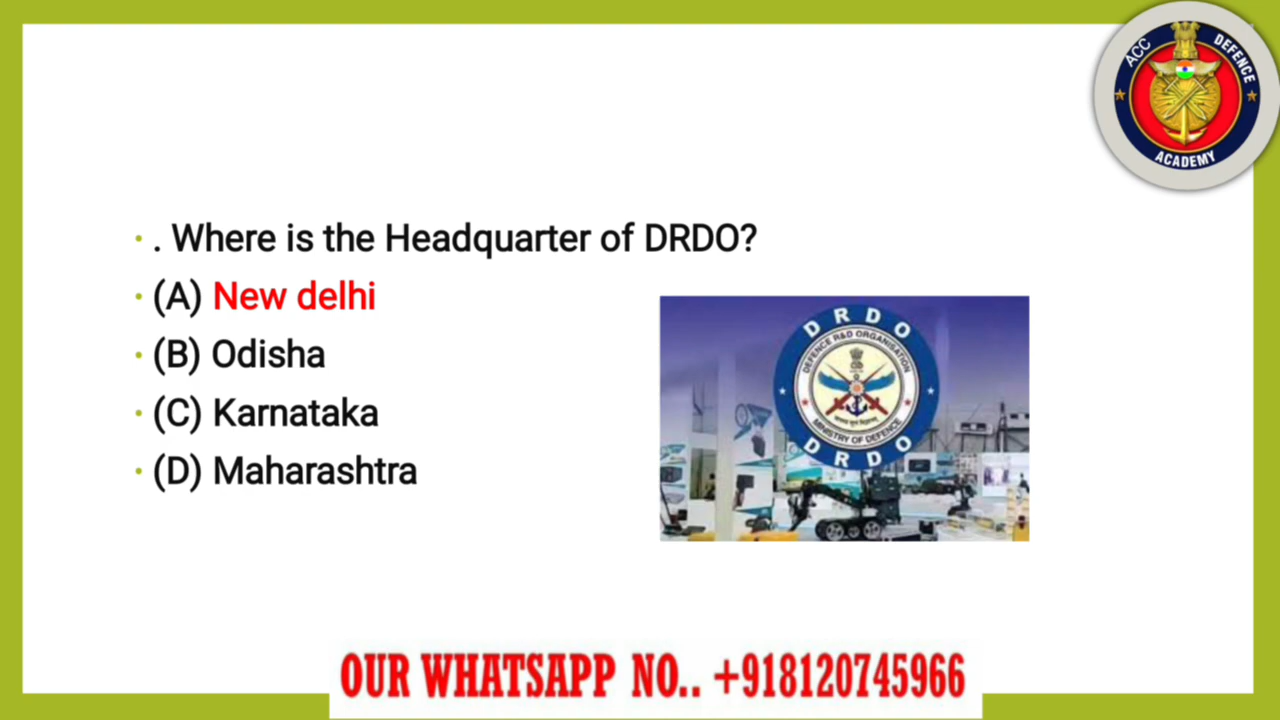 ACC DEFENCE
ACADEMY
. Where is the Headquarter of DRDO?
(A) New delhi
(B) Odisha
(C) Karnataka
(D) Maharashtra
DRDO
DEFENCE R&D ORGANISATION
MINISTRY OF DEFENCE
DRDO
OUR WHATSAPP NO.. +918120745966